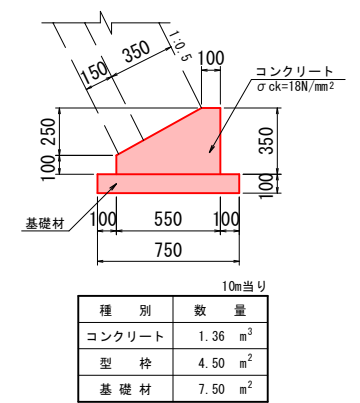 350
150
1:0.5
100
コンクリート
σck=18N/mm²
250
100
350
100
基礎材
100 550 100
750
10m当り
種 別 数 量
コンクリート 1.36 m³
型 枠 4.50 m²
基 礎 材 7.50 m²